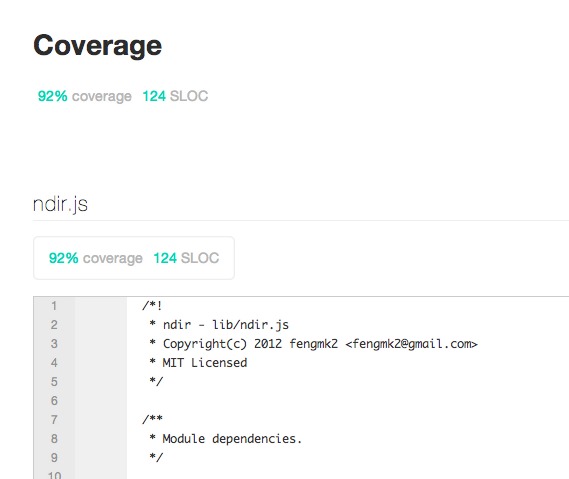 Coverage
92% coverage 124 SLOC
ndir.js
92% coverage 124 SLOC
1 /*!
2 * ndir - lib/ndir.js
3 * Copyright(c) 2012 fengmk2 <fengmk2@gmail.com>
4 * MIT Licensed
5 */
6
7 /**
8 * Module dependencies.
9 */
10